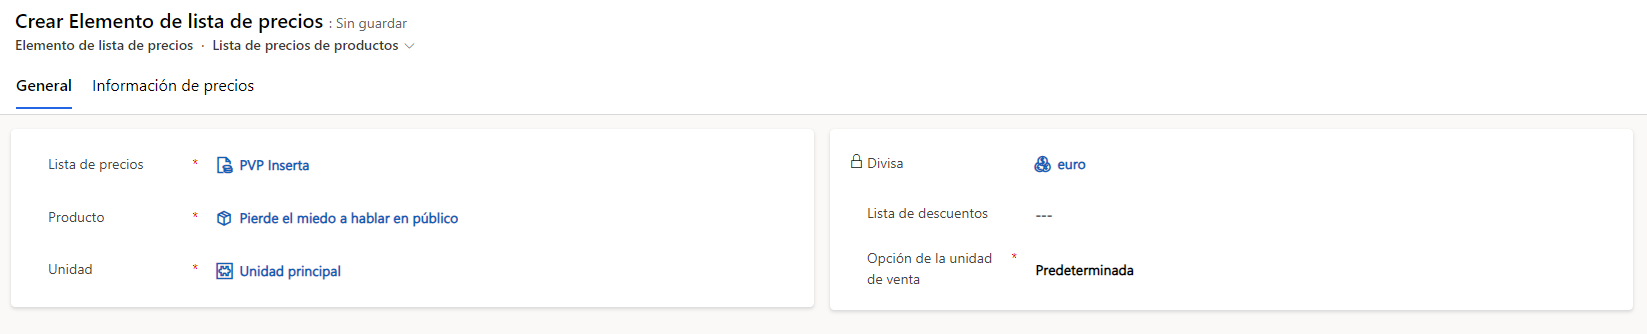 Crear Elemento de lista de precios : Sin guardar
Elemento de lista de precios · Lista de precios de productos
General Información de precios
Lista de precios * PVP Inserta
Producto * Pierde el miedo a hablar en público
Unidad * Unidad principal
Divisa euro
Lista de descuentos ---
Opción de la unidad * Predeterminada
de venta